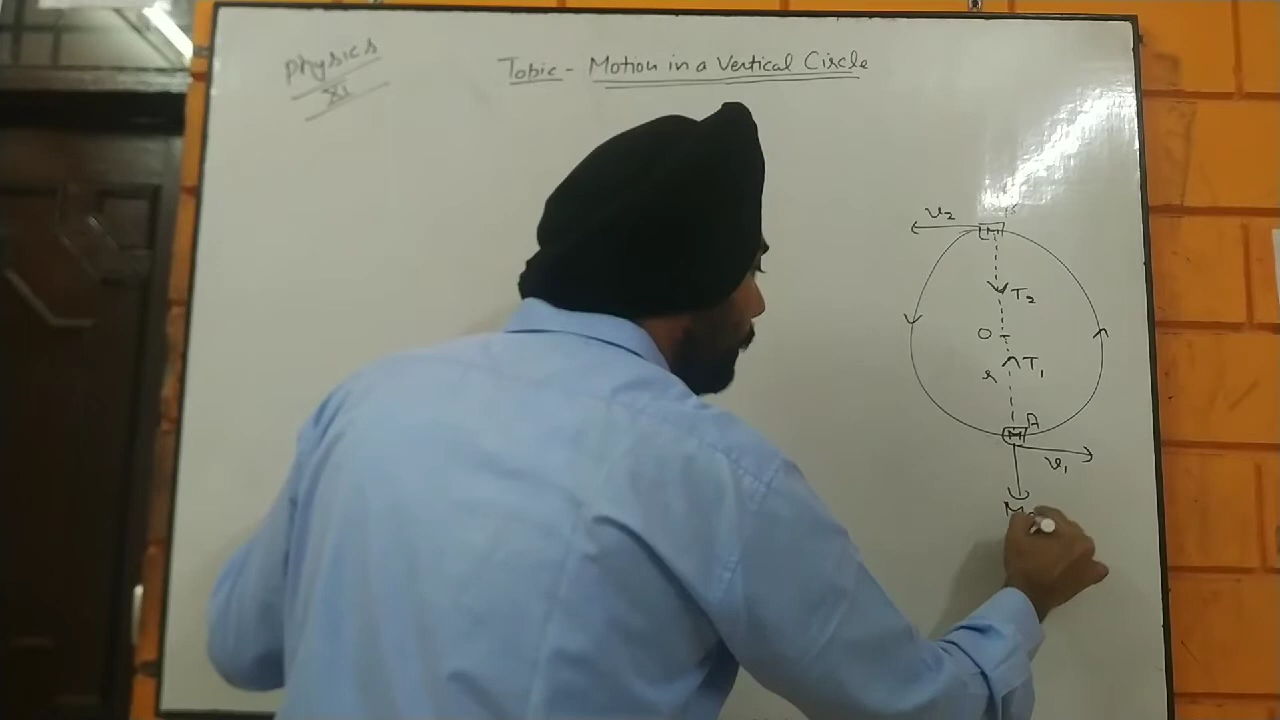 Physics
XI
Topic - Motion in a Vertical Circle
v₂
M
T₂
O
T₁
r
A
M
v₁
M